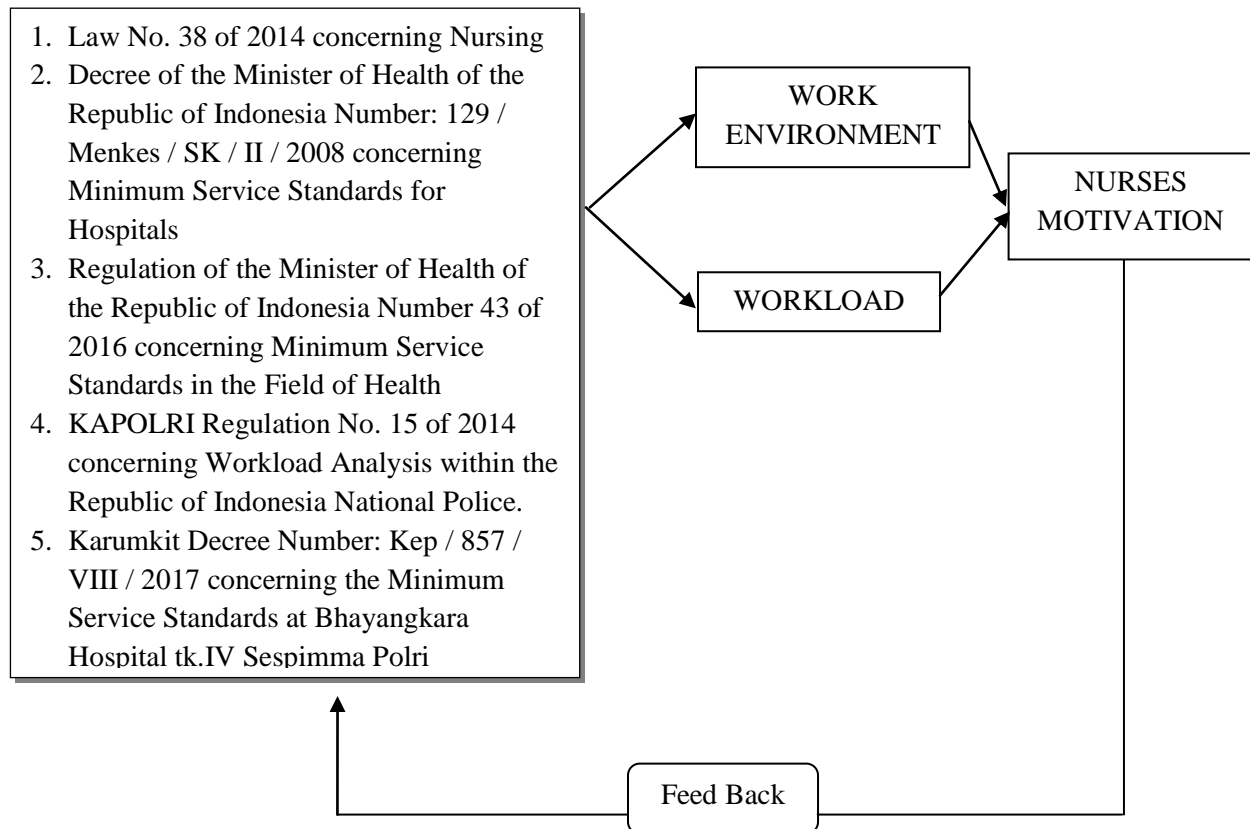 1. Law No. 38 of 2014 concerning Nursing
2. Decree of the Minister of Health of the
Republic of Indonesia Number: 129 /
Menkes / SK / II / 2008 concerning
Minimum Service Standards for
Hospitals
3. Regulation of the Minister of Health of
the Republic of Indonesia Number 43 of
2016 concerning Minimum Service
Standards in the Field of Health
4. KAPOLRI Regulation No. 15 of 2014
concerning Workload Analysis within the
Republic of Indonesia National Police.
5. Karumkit Decree Number: Kep / 857 /
VIII / 2017 concerning the Minimum
Service Standards at Bhayangkara
Hospital tk.IV Sespimma Polri
WORK
ENVIRONMENT
WORKLOAD
NURSES
MOTIVATION
Feed Back